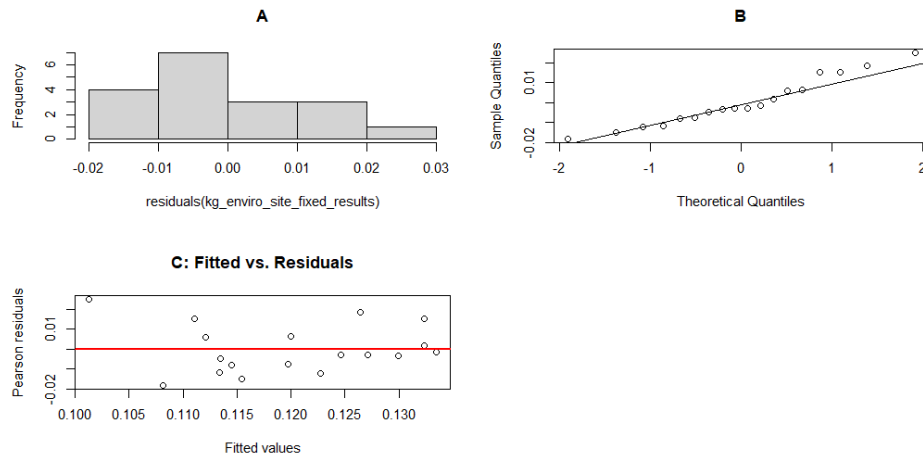 A
Frequency
0 2 4 6
-0.02 -0.01 0.00 0.01 0.02 0.03
residuals(kg_enviro_site_fixed_results)
B
Sample Quantiles
-0.02 0.01
-2 -1 0 1 2
Theoretical Quantiles
C: Fitted vs. Residuals
Pearson residuals
-0.02 0.01
0.100 0.105 0.110 0.115 0.120 0.125 0.130
Fitted values